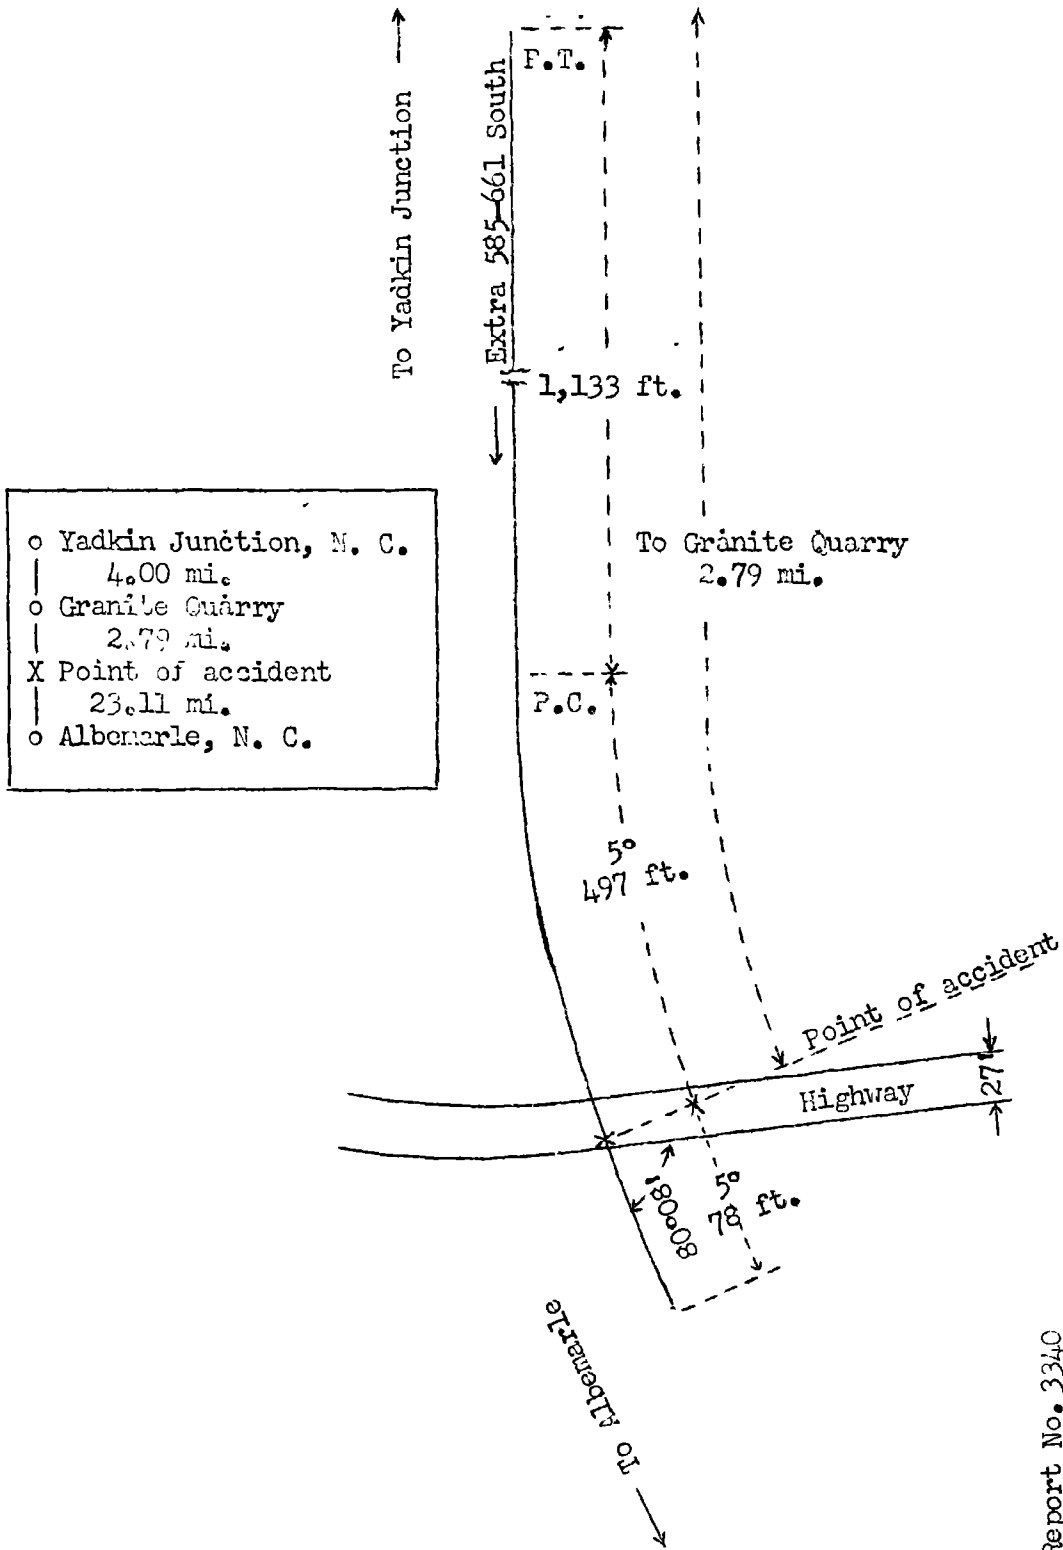 To Yadkin Junction
Extra 585-661 South
P.T.
1,133 ft.
To Granite Quarry
2.79 mi.
o Yadkin Junction, N. C.
4.00 mi.
o Granite Quarry
2.79 mi.
X Point of accident
23.11 mi.
o Albemarle, N. C.
P.C.
5°
497 ft.
Point of accident
Highway
27'
80°08'
5°
78 ft.
To Albemarle
Report No. 3340